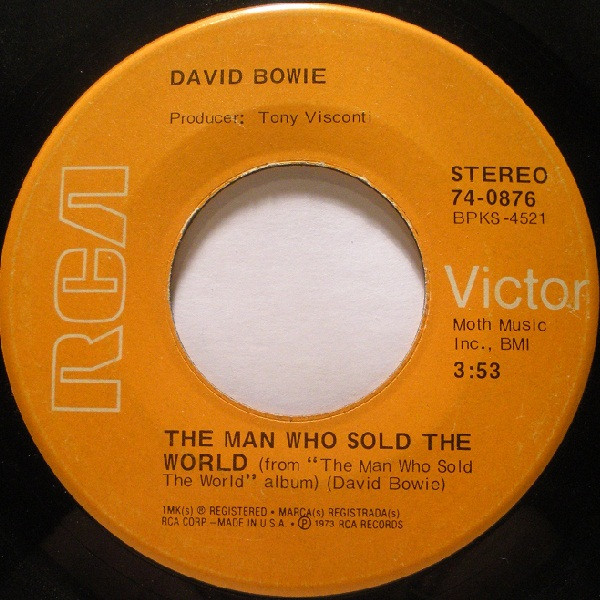 DAVID BOWIE
Producer: Tony Visconti
RCA
STEREO
74-0876
BPKS-4521
Victor
Moth Music
Inc., BMI
3:53
THE MAN WHO SOLD THE
WORLD (from "The Man Who Sold
The World" album) (David Bowie)
TMK(s) ® REGISTERED • MARCA(s) REGISTRADA(s)
RCA CORP.–MADE IN U.S.A. • ℗ 1973 RCA RECORDS